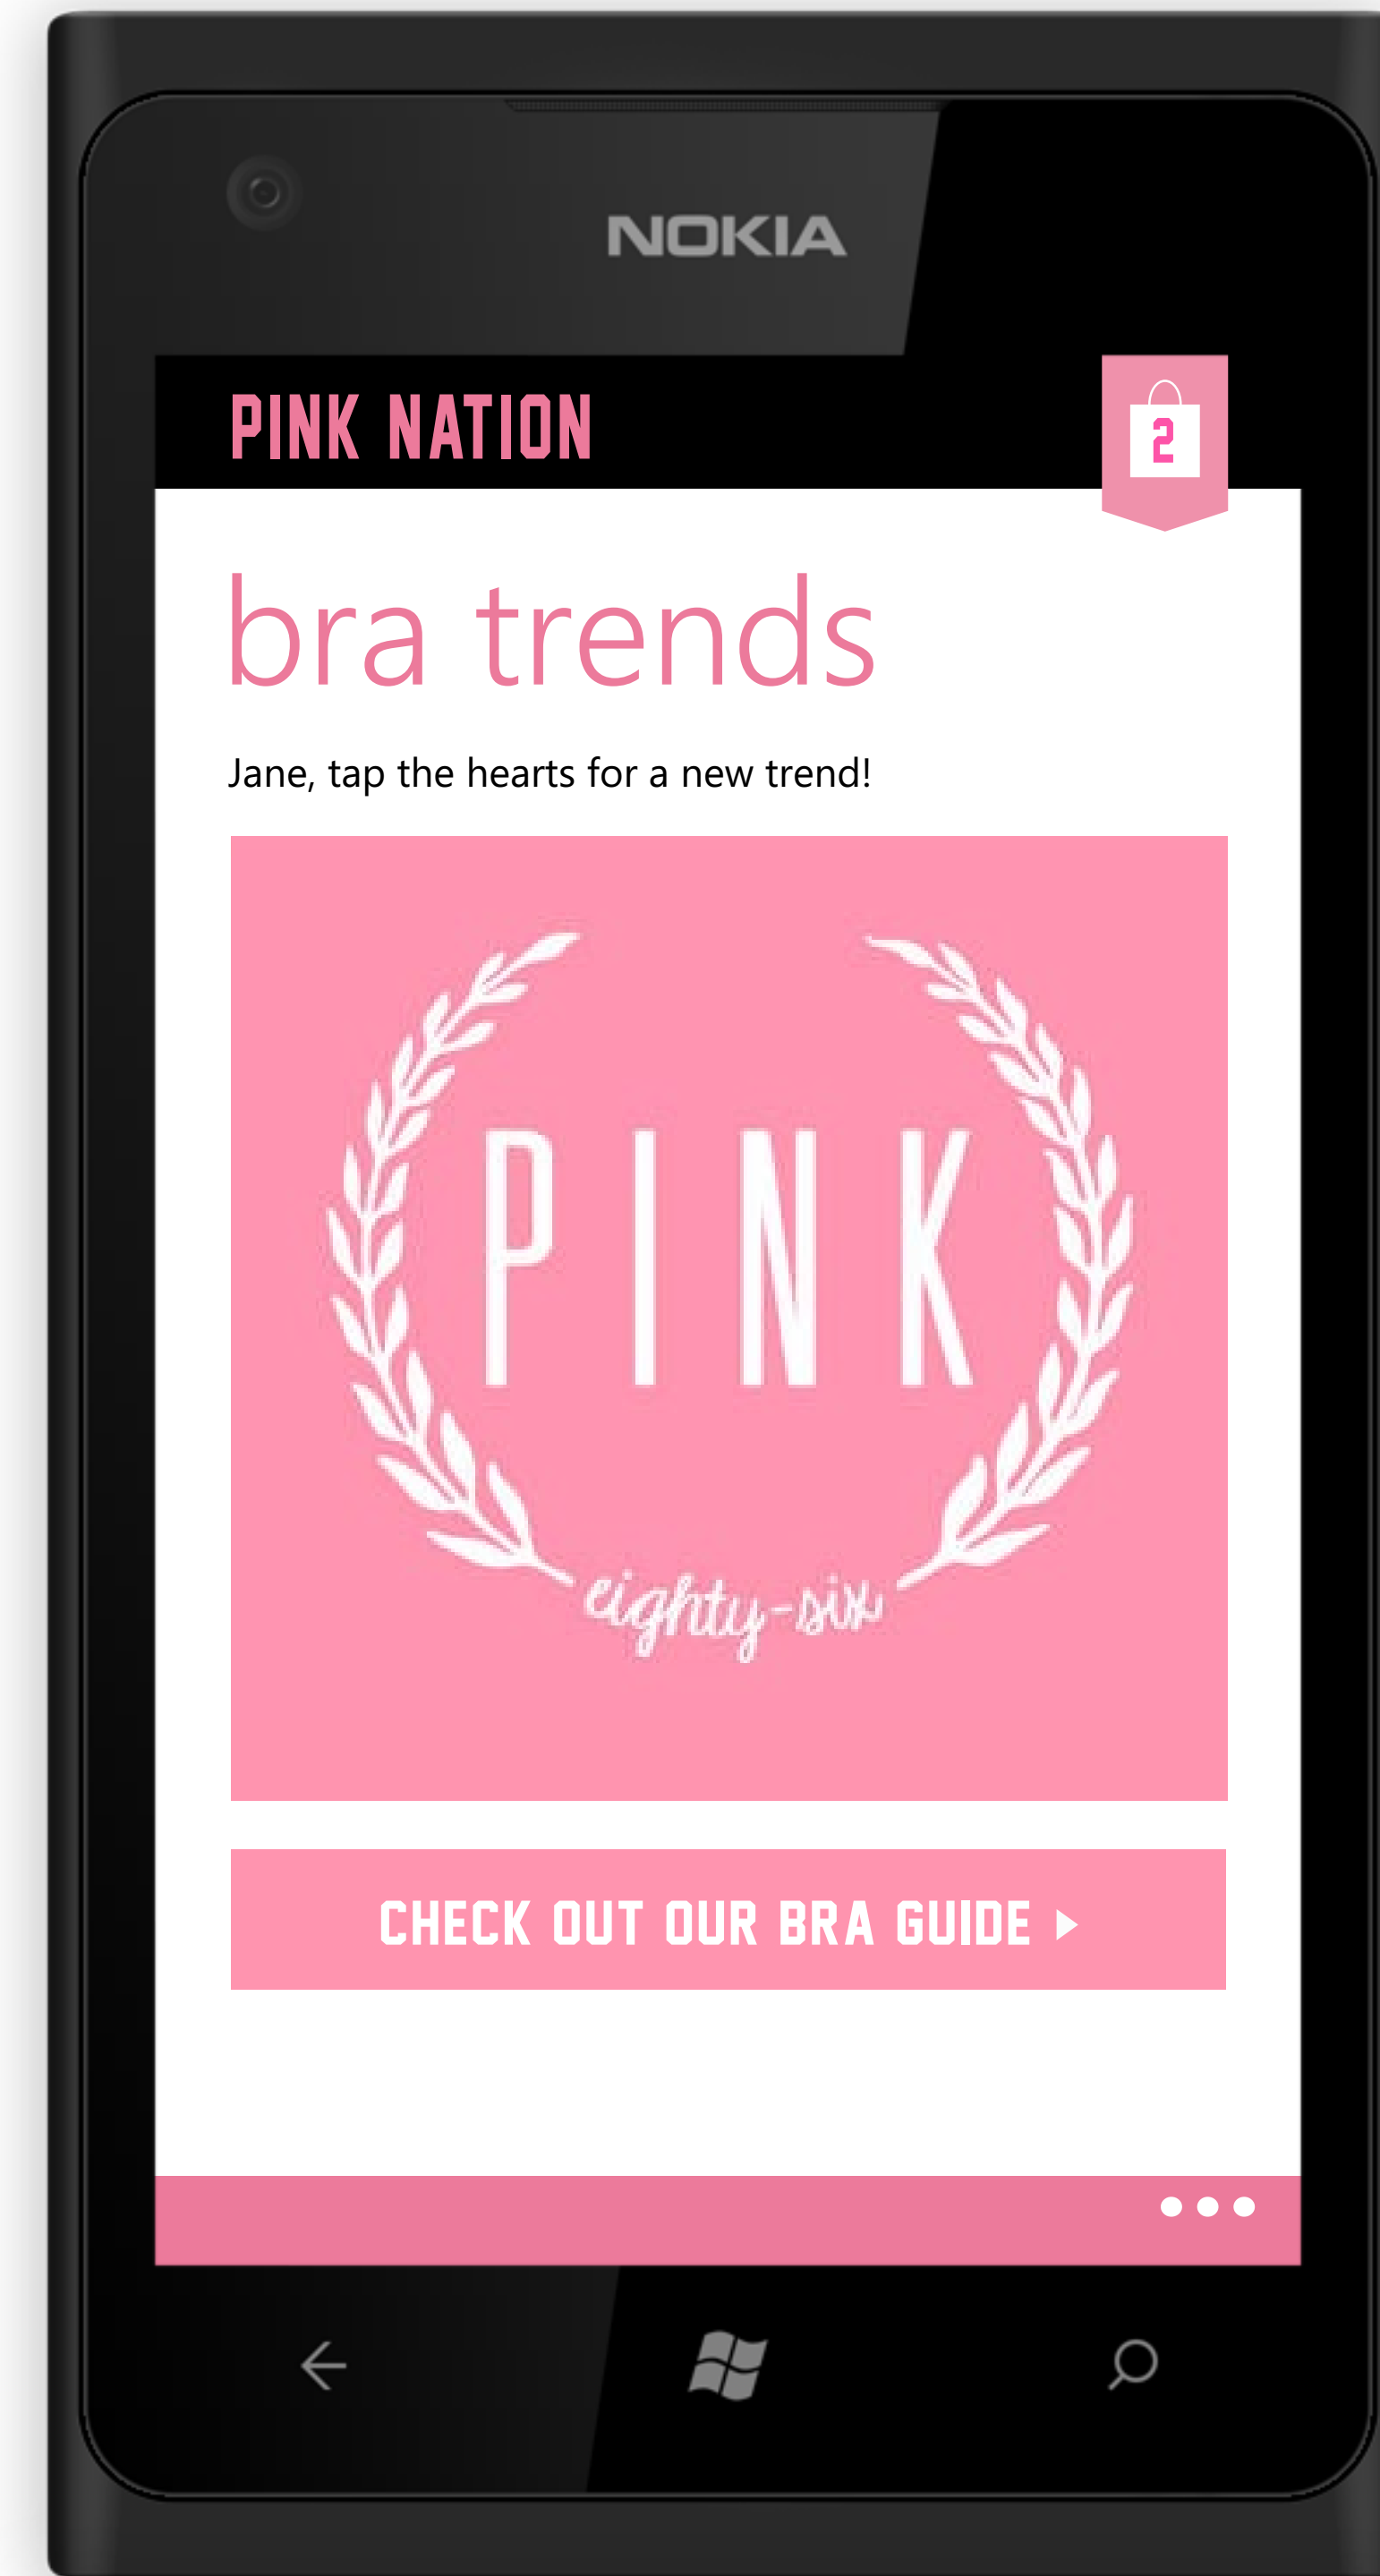 NOKIA
PINK NATION
2
bra trends
Jane, tap the hearts for a new trend!
PINK
eighty-six
CHECK OUT OUR BRA GUIDE